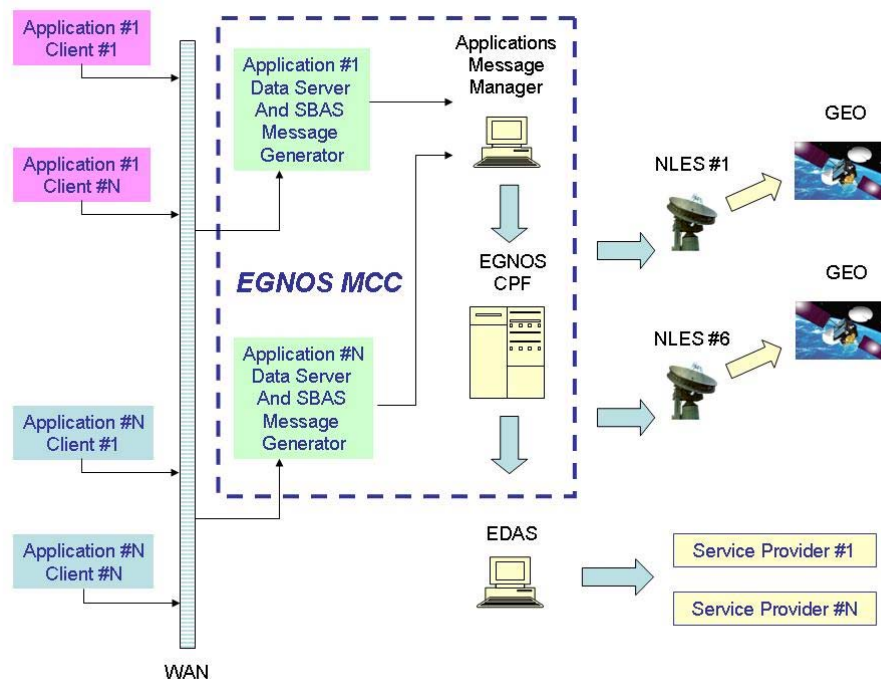 Application #1
Client #1
Application #1
Client #N
Application #N
Client #1
Application #N
Client #N
WAN
Application #1
Data Server
And SBAS
Message
Generator
EGNOS MCC
Application #N
Data Server
And SBAS
Message
Generator
Applications
Message
Manager
EGNOS
CPF
EDAS
NLES #1
GEO
NLES #6
GEO
Service Provider #1
Service Provider #N